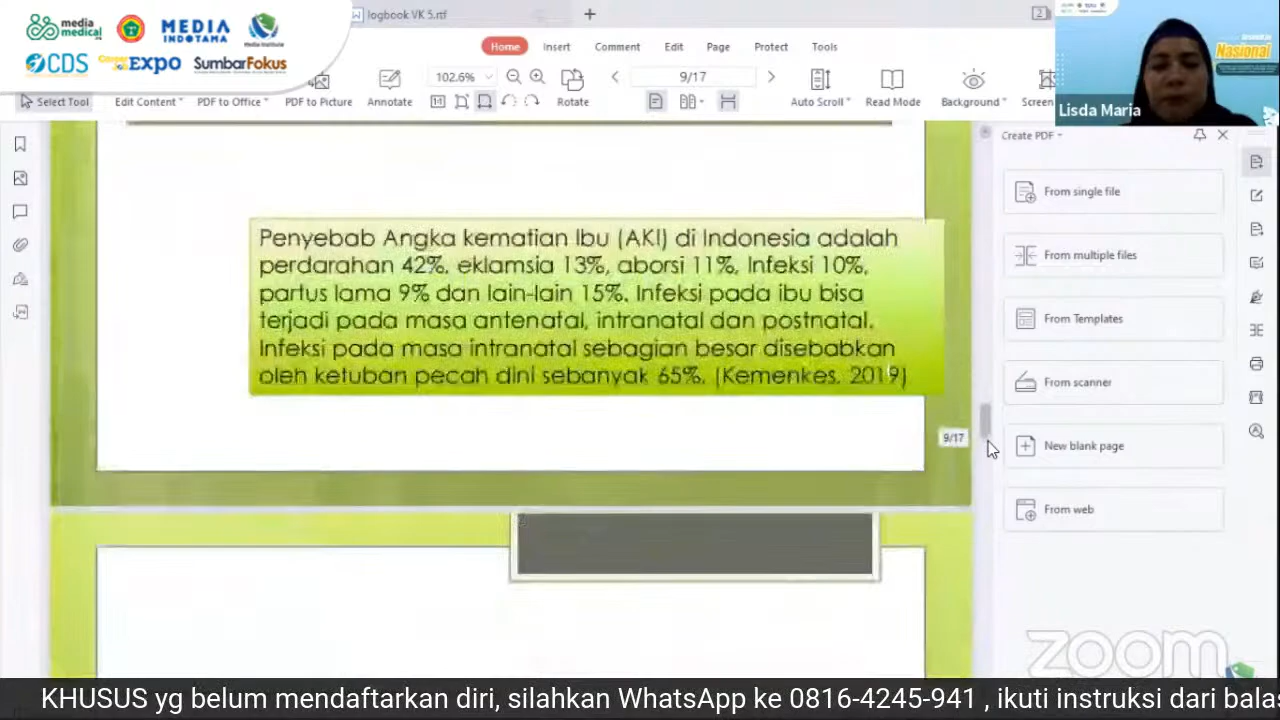 media
medical
MEDIA
INDOTAMA
Media Institute
CDS
Expo
SumbarFokus
logbook VK 5.rtf
+
2
Home Insert Comment Edit Page Protect Tools
102.6% 9/17
Select Tool Edit Content PDF to Office PDF to Picture Annotate Rotate Auto Scroll Read Mode Background Screen
Nasional
Lisda Maria
Create PDF
From single file
From multiple files
From Templates
From scanner
New blank page
From web
Penyebab Angka kematian Ibu (AKI) di Indonesia adalah
perdarahan 42%, eklamsia 13%, aborsi 11%, Infeksi 10%,
partus lama 9% dan lain-lain 15%. Infeksi pada ibu bisa
terjadi pada masa antenatal, intranatal dan postnatal.
Infeksi pada masa intranatal sebagian besar disebabkan
oleh ketuban pecah dini sebanyak 65%. (Kemenkes. 2019)
9/17
zoom
KHUSUS yg belum mendaftarkan diri, silahkan WhatsApp ke 0816-4245-941 , ikuti instruksi dari balas